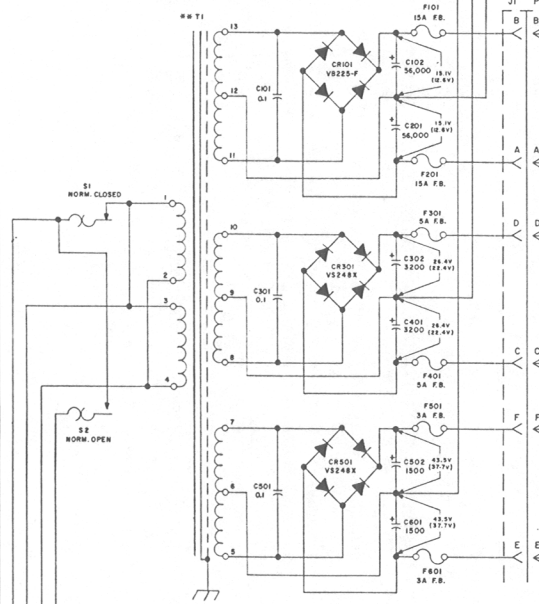 F101
15A F.B.
J1
P
** T1
13
B
B
CR101
VB225-F
C102
56,000
15.1V
(12.6V)
C101
0.1
12
C201
56,000
15.1V
(12.6V)
11
A
A
F201
15A F.B.
S1
NORM. CLOSED
1
F301
5A F.B.
10
D
D
CR301
VS248X
C302
3200
26.4V
(22.4V)
2
C301
0.1
9
3
C401
3200
26.4V
(22.4V)
8
C
C
4
F401
5A F.B.
S2
NORM. OPEN
F501
3A F.B.
7
F
F
CR501
VS248X
C502
1500
43.5V
(37.7V)
C501
0.1
6
C601
1500
43.5V
(37.7V)
5
E
E
F601
3A F.B.